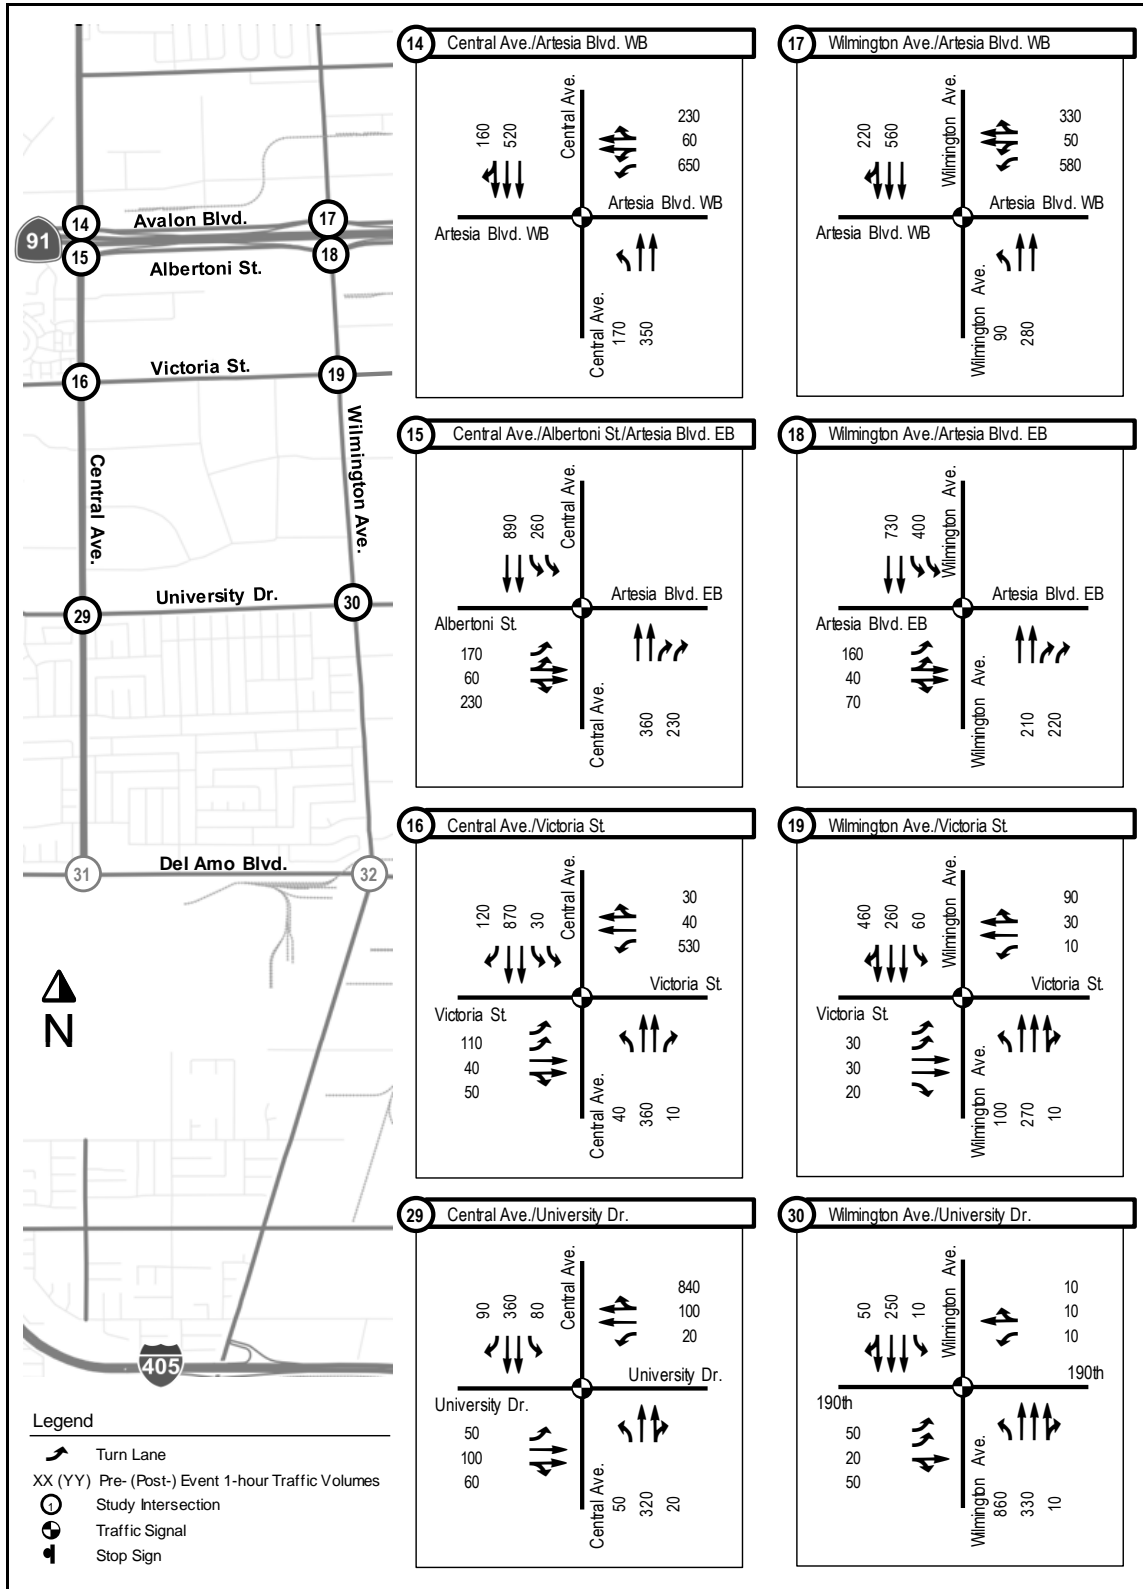 14
15
16
29
31
17
18
19
30
32
91
Avalon Blvd.
Albertoni St.
Victoria St.
Central Ave.
Wilmington Ave.
University Dr.
Del Amo Blvd.
N
405
Legend
Turn Lane
XX (YY) Pre- (Post-) Event 1-hour Traffic Volumes
1 Study Intersection
Traffic Signal
Stop Sign
14 Central Ave./Artesia Blvd. WB
Central Ave.
160 520
230
60
650
Artesia Blvd. WB
Artesia Blvd. WB
Central Ave.
170 350
17 Wilmington Ave./Artesia Blvd. WB
Wilmington Ave.
220 560
330
50
580
Artesia Blvd. WB
Artesia Blvd. WB
Wilmington Ave.
90 280
15 Central Ave./Albertoni St./Artesia Blvd. EB
Central Ave.
890 260
Artesia Blvd. EB
Albertoni St.
170
60
230
Central Ave.
360 230
18 Wilmington Ave./Artesia Blvd. EB
Wilmington Ave.
730 400
Artesia Blvd. EB
Artesia Blvd. EB
160
40
70
Wilmington Ave.
210 220
16 Central Ave./Victoria St.
Central Ave.
120 870 30
30
40
530
Victoria St.
Victoria St.
110
40
50
Central Ave.
40 360 10
19 Wilmington Ave./Victoria St.
Wilmington Ave.
460 260 60
90
30
10
Victoria St.
Victoria St.
30
30
20
Wilmington Ave.
100 270 10
29 Central Ave./University Dr.
Central Ave.
90 360 80
840
100
20
University Dr.
University Dr.
50
100
60
Central Ave.
50 320 20
30 Wilmington Ave./University Dr.
Wilmington Ave.
50 250 10
10
10
10
190th
190th
50
20
50
Wilmington Ave.
860 330 10